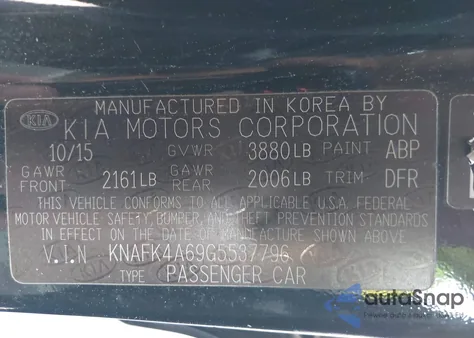 MANUFACTURED IN KOREA BY
KIA
KIA MOTORS CORPORATION
10/15 GVWR 3880LB PAINT ABP
GAWR FRONT 2161LB GAWR REAR 2006LB TRIM DFR
THIS VEHICLE CONFORMS TO ALL APPLICABLE U.S.A FEDERAL
MOTOR VEHICLE SAFETY, BUMPER, AND THEFT PREVENTION STANDARDS
IN EFFECT ON THE DATE OF MANUFACTURE SHOWN ABOVE.
V.I.N KNAFK4A69G5537796
TYPE PASSENGER CAR
autoSnap